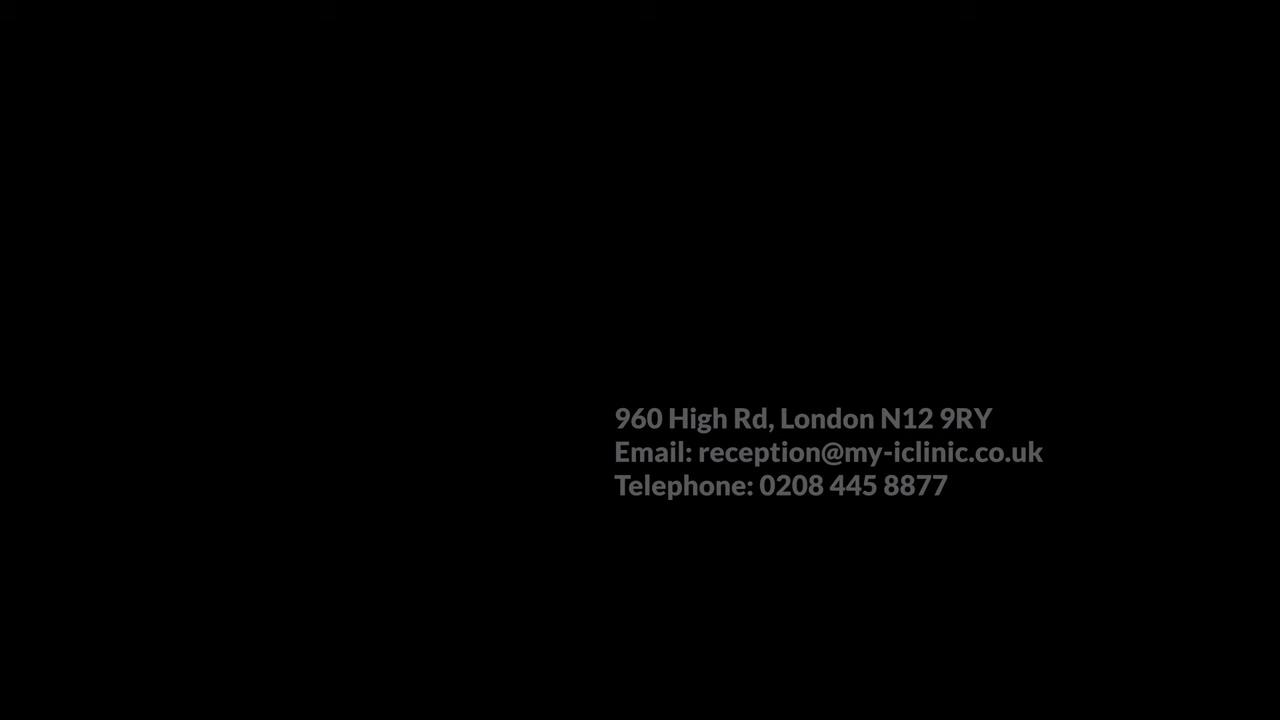 960 High Rd, London N12 9RY
Email: reception@my-iclinic.co.uk
Telephone: 0208 445 8877